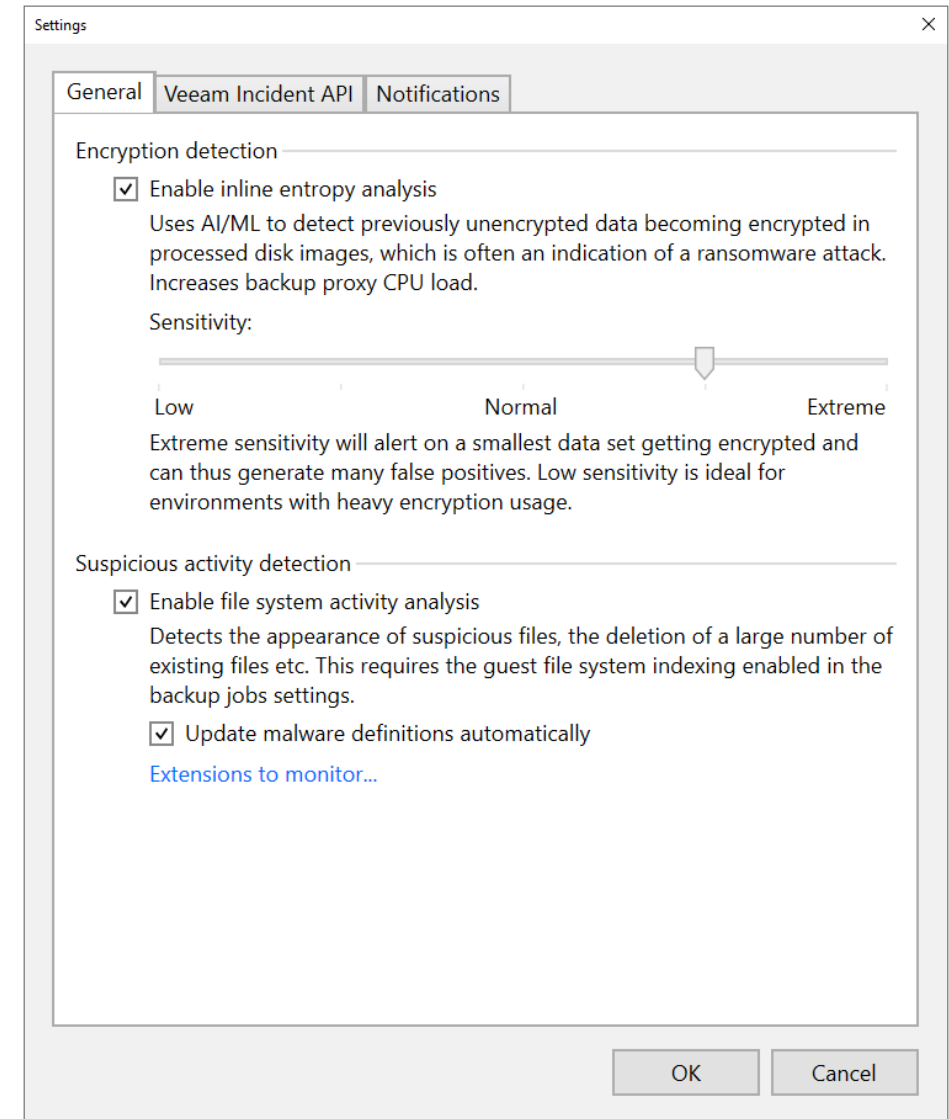 Settings
General Veeam Incident API Notifications
Encryption detection
Enable inline entropy analysis
Uses AI/ML to detect previously unencrypted data becoming encrypted in
processed disk images, which is often an indication of a ransomware attack.
Increases backup proxy CPU load.
Sensitivity:
Low Normal Extreme
Extreme sensitivity will alert on a smallest data set getting encrypted and
can thus generate many false positives. Low sensitivity is ideal for
environments with heavy encryption usage.
Suspicious activity detection
Enable file system activity analysis
Detects the appearance of suspicious files, the deletion of a large number of
existing files etc. This requires the guest file system indexing enabled in the
backup jobs settings.
Update malware definitions automatically
Extensions to monitor...
OK Cancel